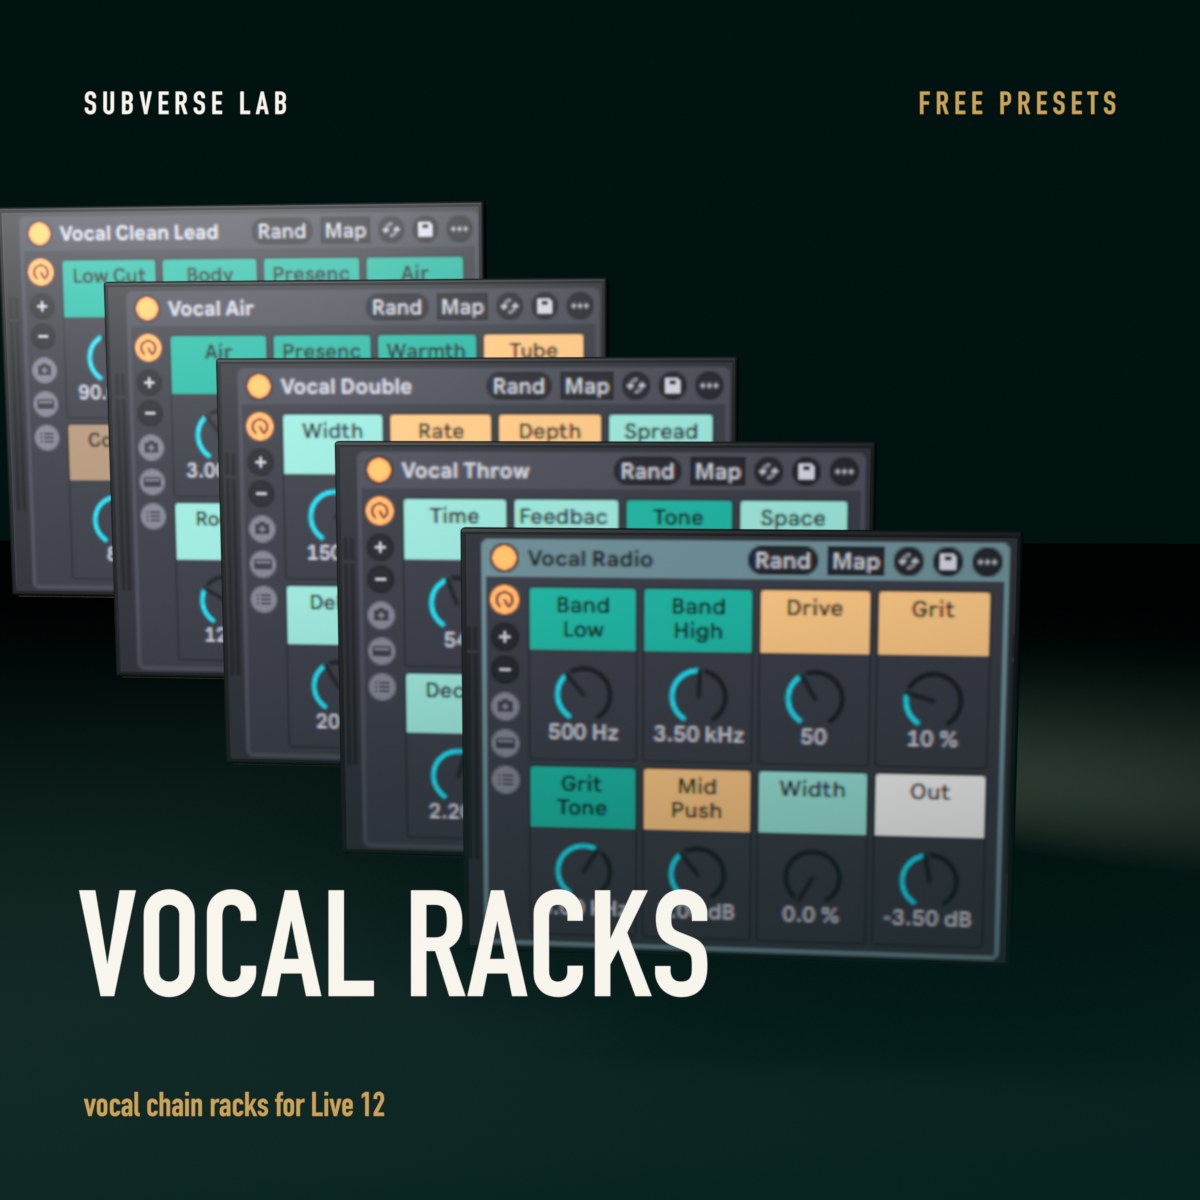 SUBVERSE LAB
FREE PRESETS
Vocal Clean Lead Rand Map
Low Cut Body Presenc Air
Vocal Air Rand Map
Air Presenc Warmth Tube
Vocal Double Rand Map
Width Rate Depth Spread
Vocal Throw Rand Map
Time Feedbac Tone Space
Vocal Radio Rand Map
Band Low Band High Drive Grit
500 Hz 3.50 kHz 50 10 %
Grit Tone Mid Push Width Out
dB 0.0 % -3.50 dB
VOCAL RACKS
vocal chain racks for Live 12